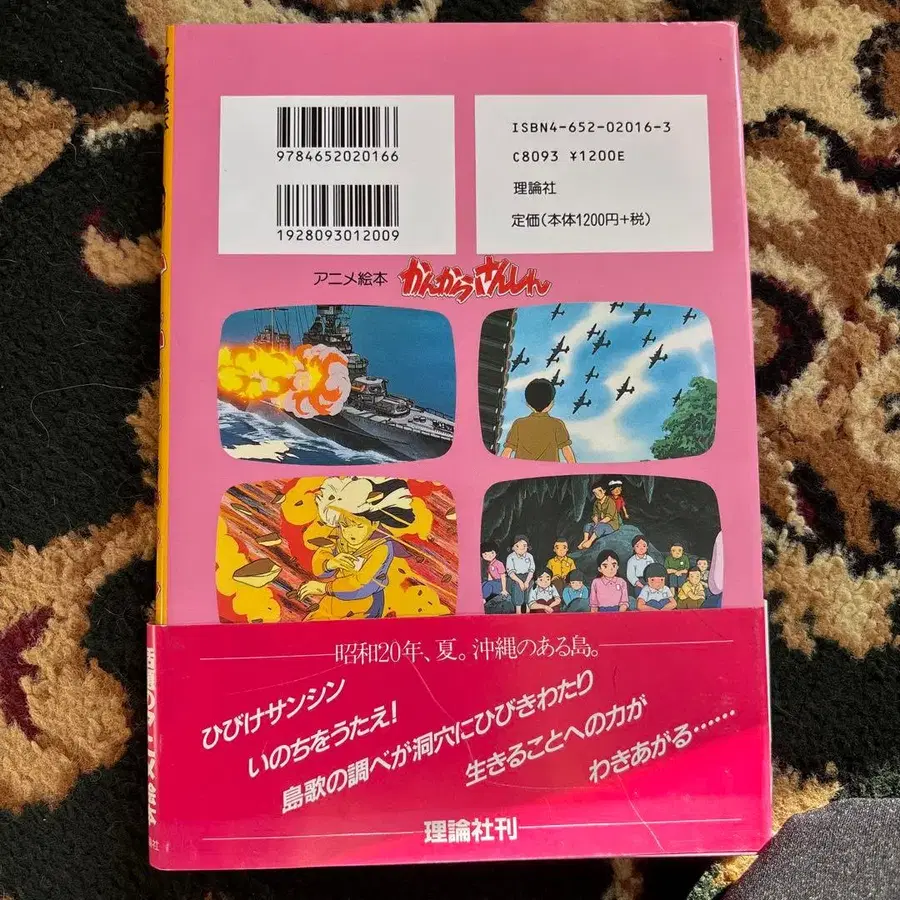 9784652020166
1928093012009
ISBN4-652-02016-3
C8093 ¥1200E
理論社
定価(本体1200円+税)
アニメ絵本 かんからさんしん
昭和20年、夏。沖縄のある島。
ひびけサンシン
いのちをうたえ!
島歌の調べが洞穴にひびきわたり
生きることへの力が
わきあがる……
理論社刊